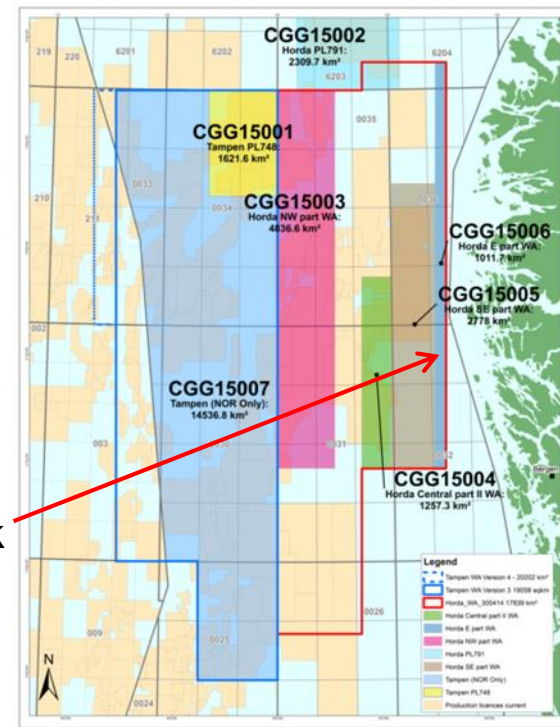 219
220
6201
6202
CGG15002
Horda PL791:
2309.7 km²
6203
6204
0035
CGG15001
Tampen PL748:
1621.6 km²
0033
0034
210
211
CGG15003
Horda NW part WA:
4836.6 km²
CGG15006
Horda E part WA:
1011.7 km²
CGG15005
Horda SE part WA:
2778 km²
002
CGG15007
Tampen (NOR Only):
14536.8 km²
003
0031
0032
Bergen
CGG15004
Horda Central part II WA:
1257.3 km²
k
009
0025
0026
0024
N
Legend
Tampen WA Version 4 - 20202 km²
Tampen WA Version 3 19058 sqkm
Horda_WA_300414 17839 km²
Horda Central part II WA
Horda E part WA
Horda NW part WA
Horda PL791
Horda SE part WA
Tampen (NOR Only)
Tampen PL748
Production licences current